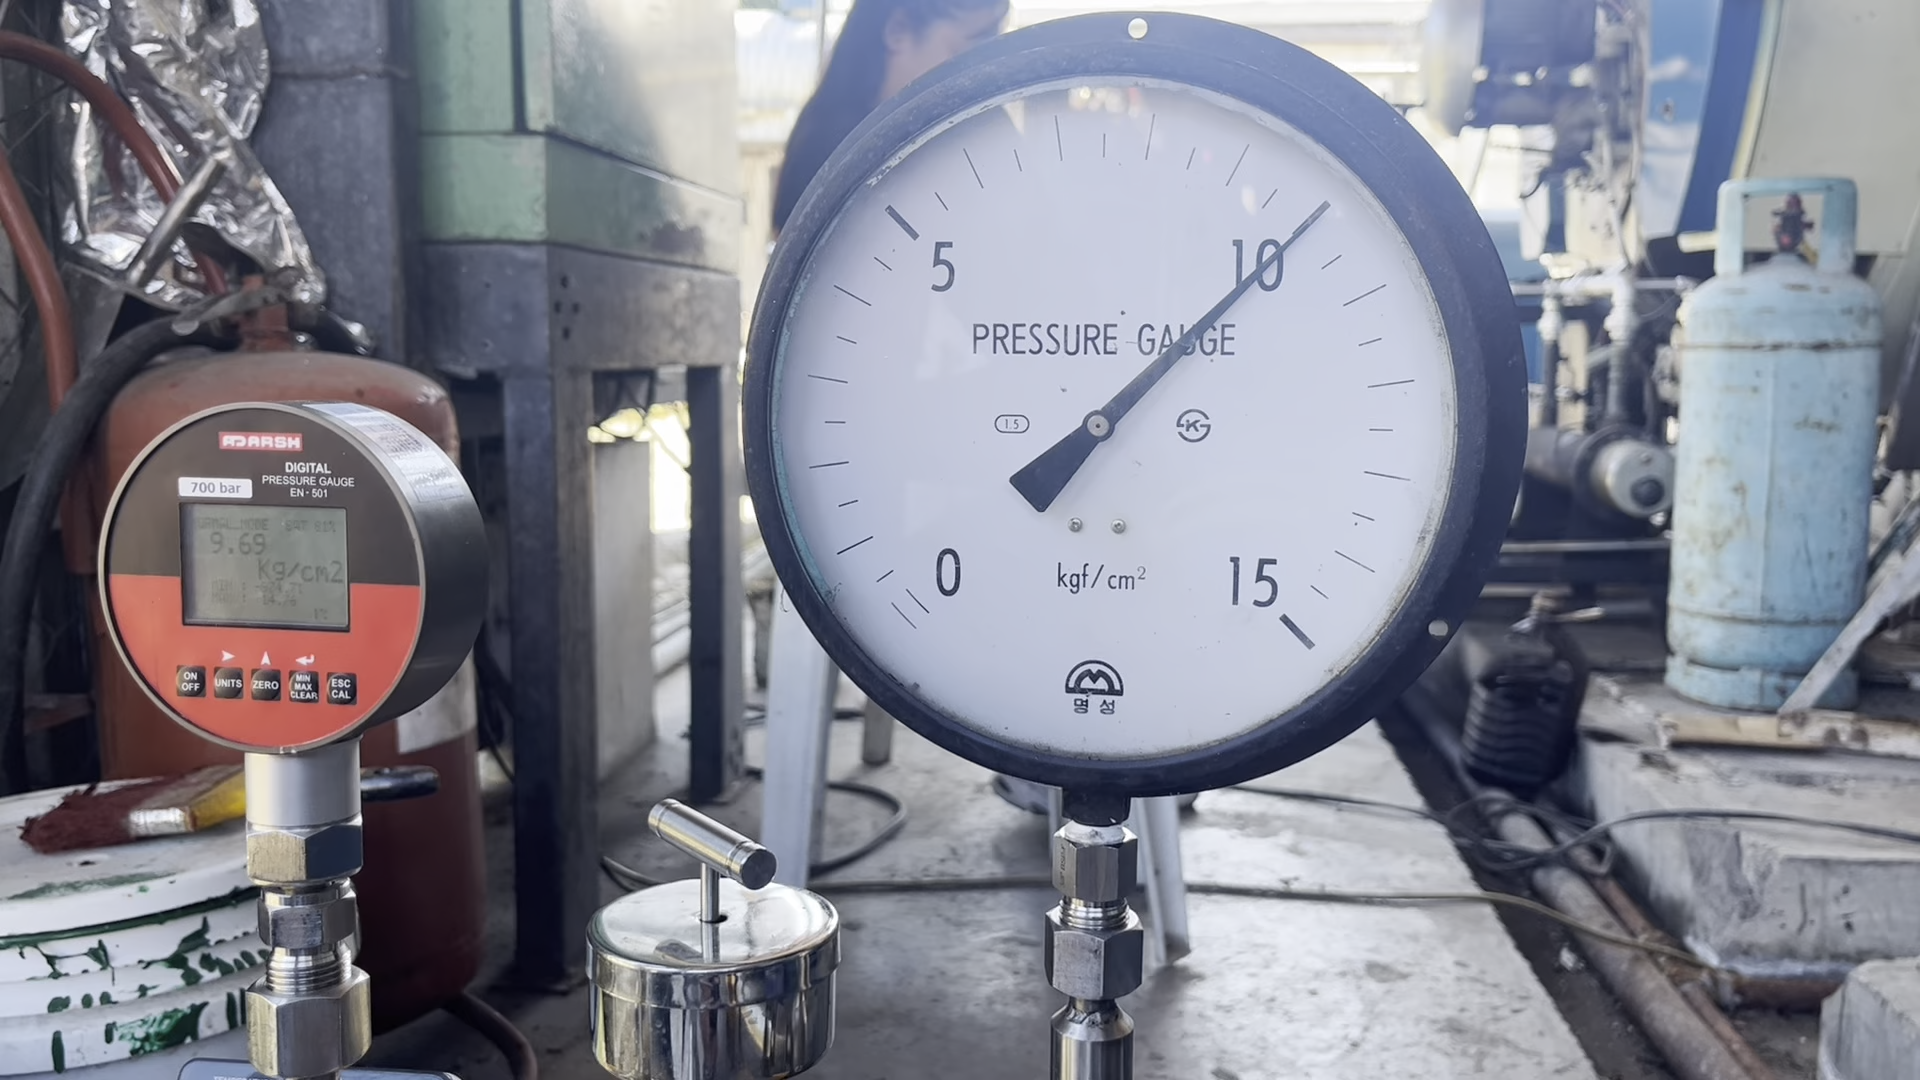 ADARSH
DIGITAL
PRESSURE GAUGE
EN - 501
700 bar
9.69
Kg/cm2
ON
OFF
UNITS
ZERO
MIN
MAX
CLEAR
ESC
CAL
5
10
PRESSURE GAUGE
1.5
K
0
15
kgf/cm²
명성